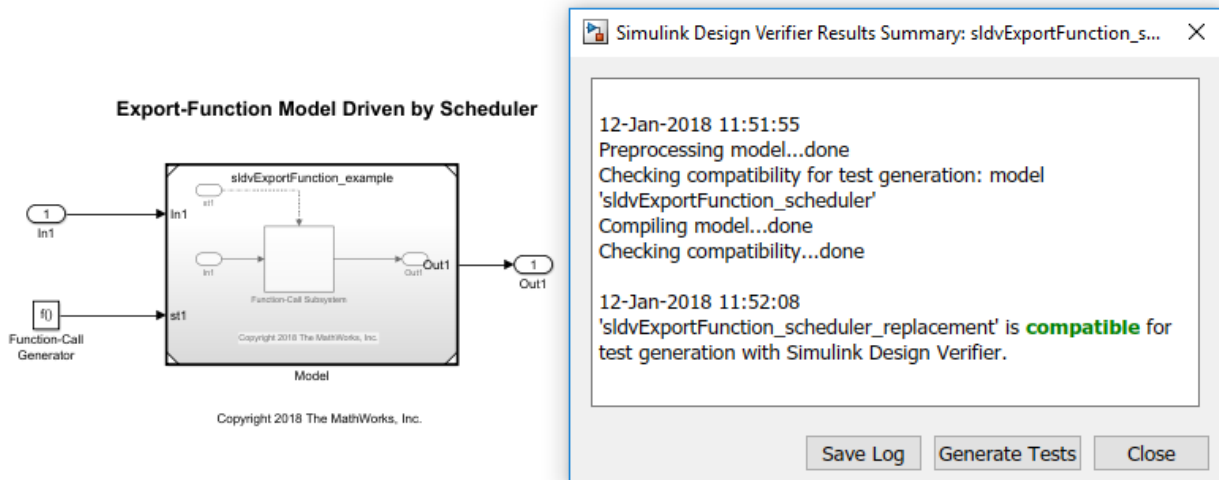 Export-Function Model Driven by Scheduler
sldvExportFunction_example
st1
In1
1
In1
In1
Out1
Out1
1
Out1
Function-Call Subsystem
f()
st1
Function-Call
Generator
Copyright 2018 The MathWorks, Inc.
Model
Copyright 2018 The MathWorks, Inc.
Simulink Design Verifier Results Summary: sldvExportFunction_s...
12-Jan-2018 11:51:55
Preprocessing model...done
Checking compatibility for test generation: model
'sldvExportFunction_scheduler'
Compiling model...done
Checking compatibility...done
12-Jan-2018 11:52:08
'sldvExportFunction_scheduler_replacement' is compatible for
test generation with Simulink Design Verifier.
Save Log
Generate Tests
Close